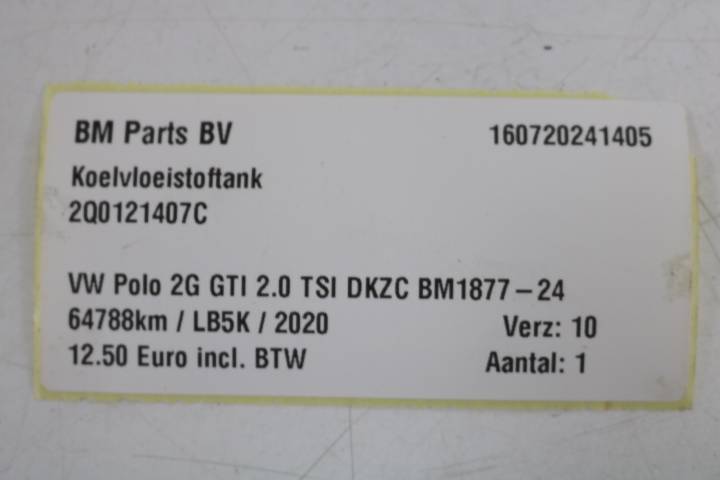 BM Parts BV 160720241405
Koelvloeistoftank
2Q0121407C
VW Polo 2G GTI 2.0 TSI DKZC BM1877-24
64788km / LB5K / 2020 Verz: 10
12.50 Euro incl. BTW Aantal: 1